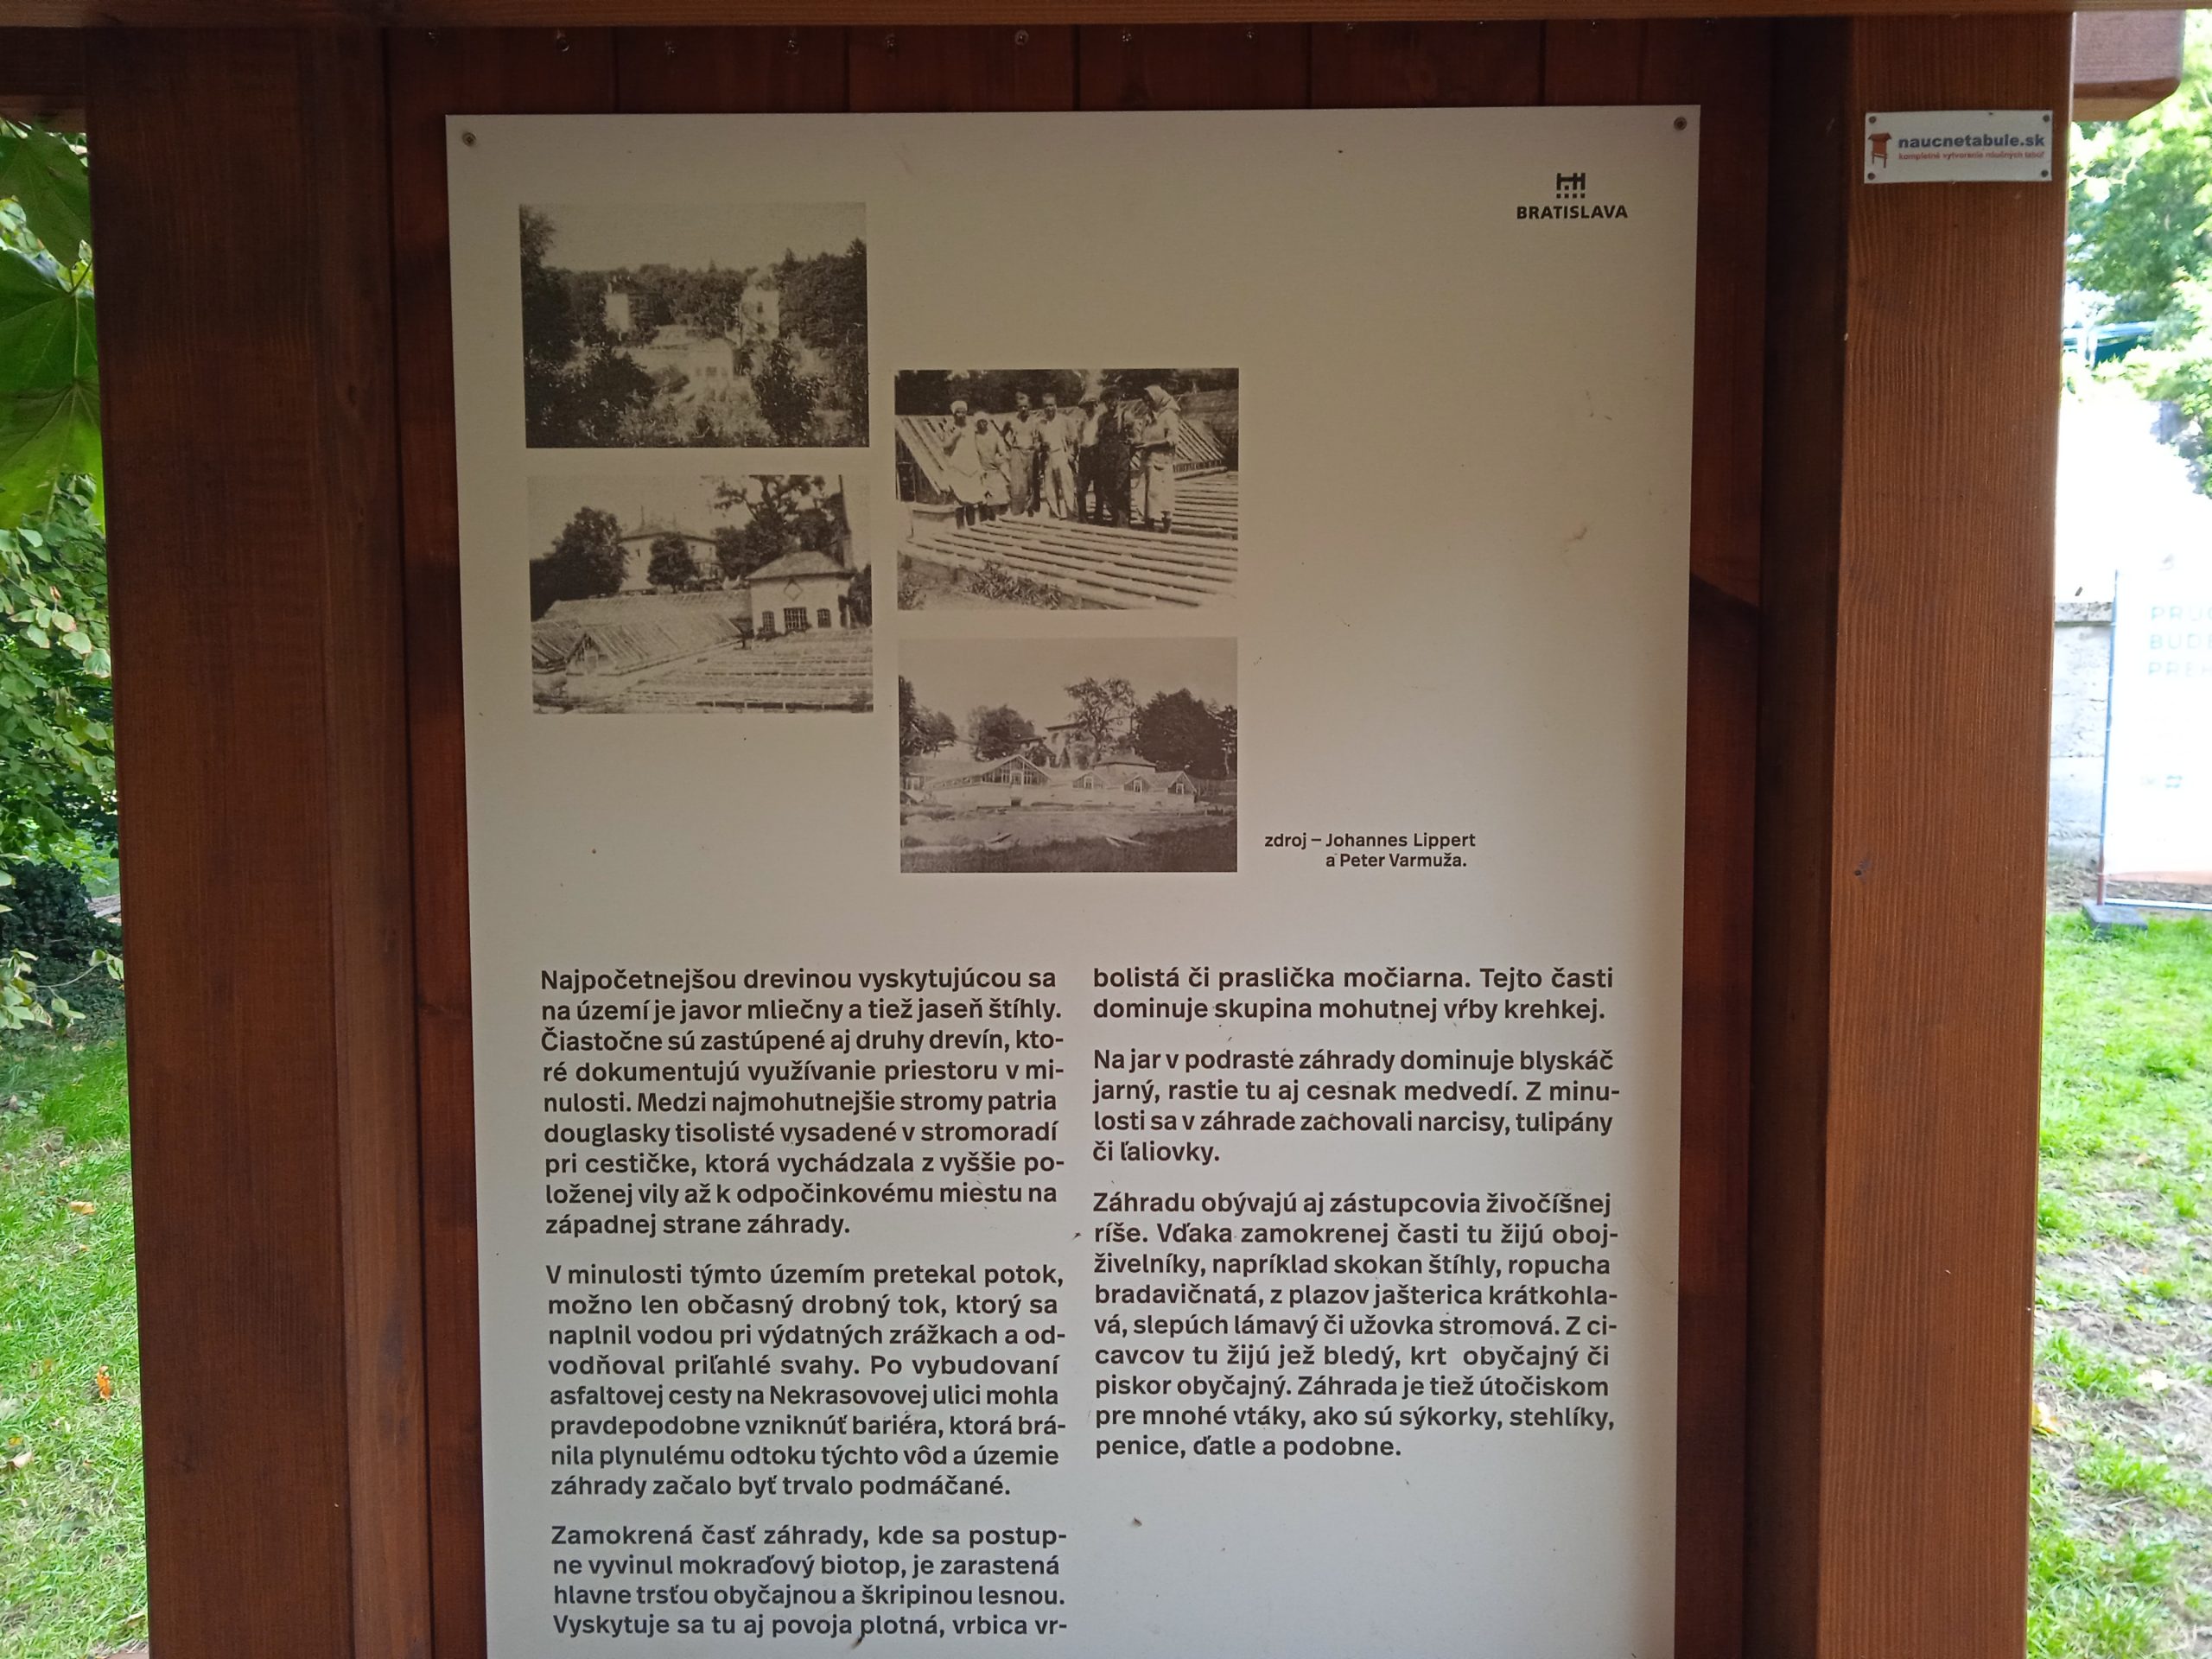 naucnetabule.sk
kompletné vytvorenie náučných tabúľ
BRATISLAVA
zdroj – Johannes Lippert
a Peter Varmuža.
Najpočetnejšou drevinou vyskytujúcou sa
na území je javor mliečny a tiež jaseň štíhly.
Čiastočne sú zastúpené aj druhy drevín, kto-
ré dokumentujú využívanie priestoru v mi-
nulosti. Medzi najmohutnejšie stromy patria
douglasky tisolisté vysadené v stromoradí
pri cestičke, ktorá vychádzala z vyššie po-
loženej vily až k odpočinkovému miestu na
západnej strane záhrady.
V minulosti týmto územím pretekal potok,
možno len občasný drobný tok, ktorý sa
naplnil vodou pri výdatných zrážkach a od-
vodňoval priľahlé svahy. Po vybudovaní
asfaltovej cesty na Nekrasovovej ulici mohla
pravdepodobne vzniknúť bariéra, ktorá brá-
nila plynulému odtoku týchto vôd a územie
záhrady začalo byť trvalo podmáčané.
Zamokrená časť záhrady, kde sa postup-
ne vyvinul mokraďový biotop, je zarastená
hlavne trsťou obyčajnou a škripinou lesnou.
Vyskytuje sa tu aj povoja plotná, vrbica vr-
bolistá či praslička močiarna. Tejto časti
dominuje skupina mohutnej vŕby krehkej.
Na jar v podraste záhrady dominuje blyskáč
jarný, rastie tu aj cesnak medvedí. Z minu-
losti sa v záhrade zachovali narcisy, tulipány
či ľaliovky.
Záhradu obývajú aj zástupcovia živočíšnej
ríše. Vďaka zamokrenej časti tu žijú oboj-
živelníky, napríklad skokan štíhly, ropucha
bradavičnatá, z plazov jašterica krátkohla-
vá, slepúch lámavý či užovka stromová. Z ci-
cavcov tu žijú jež bledý, krt obyčajný či
piskor obyčajný. Záhrada je tiež útočiskom
pre mnohé vtáky, ako sú sýkorky, stehlíky,
penice, ďatle a podobne.